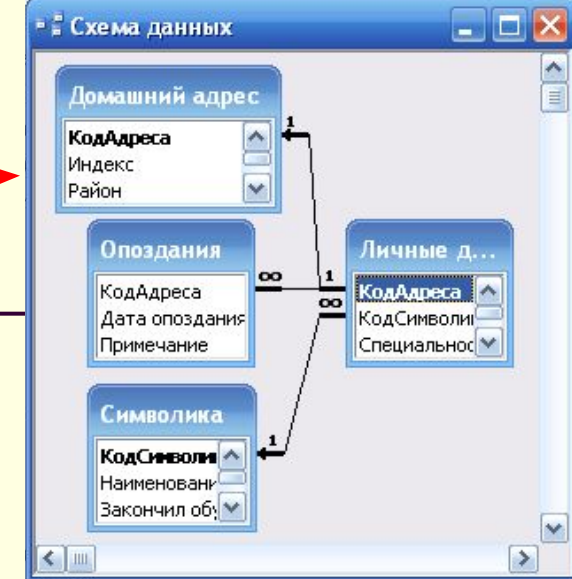 Схема данных
Домашний адрес
КодАдреса
Индекс
Район
1
Опоздания
КодАдреса
Дата опоздания
Примечание
∞
1
∞
Личные д...
КодАдреса
КодСимволи
Специальнос
Символика
КодСимволи
Наименовани
Закончил обу
1